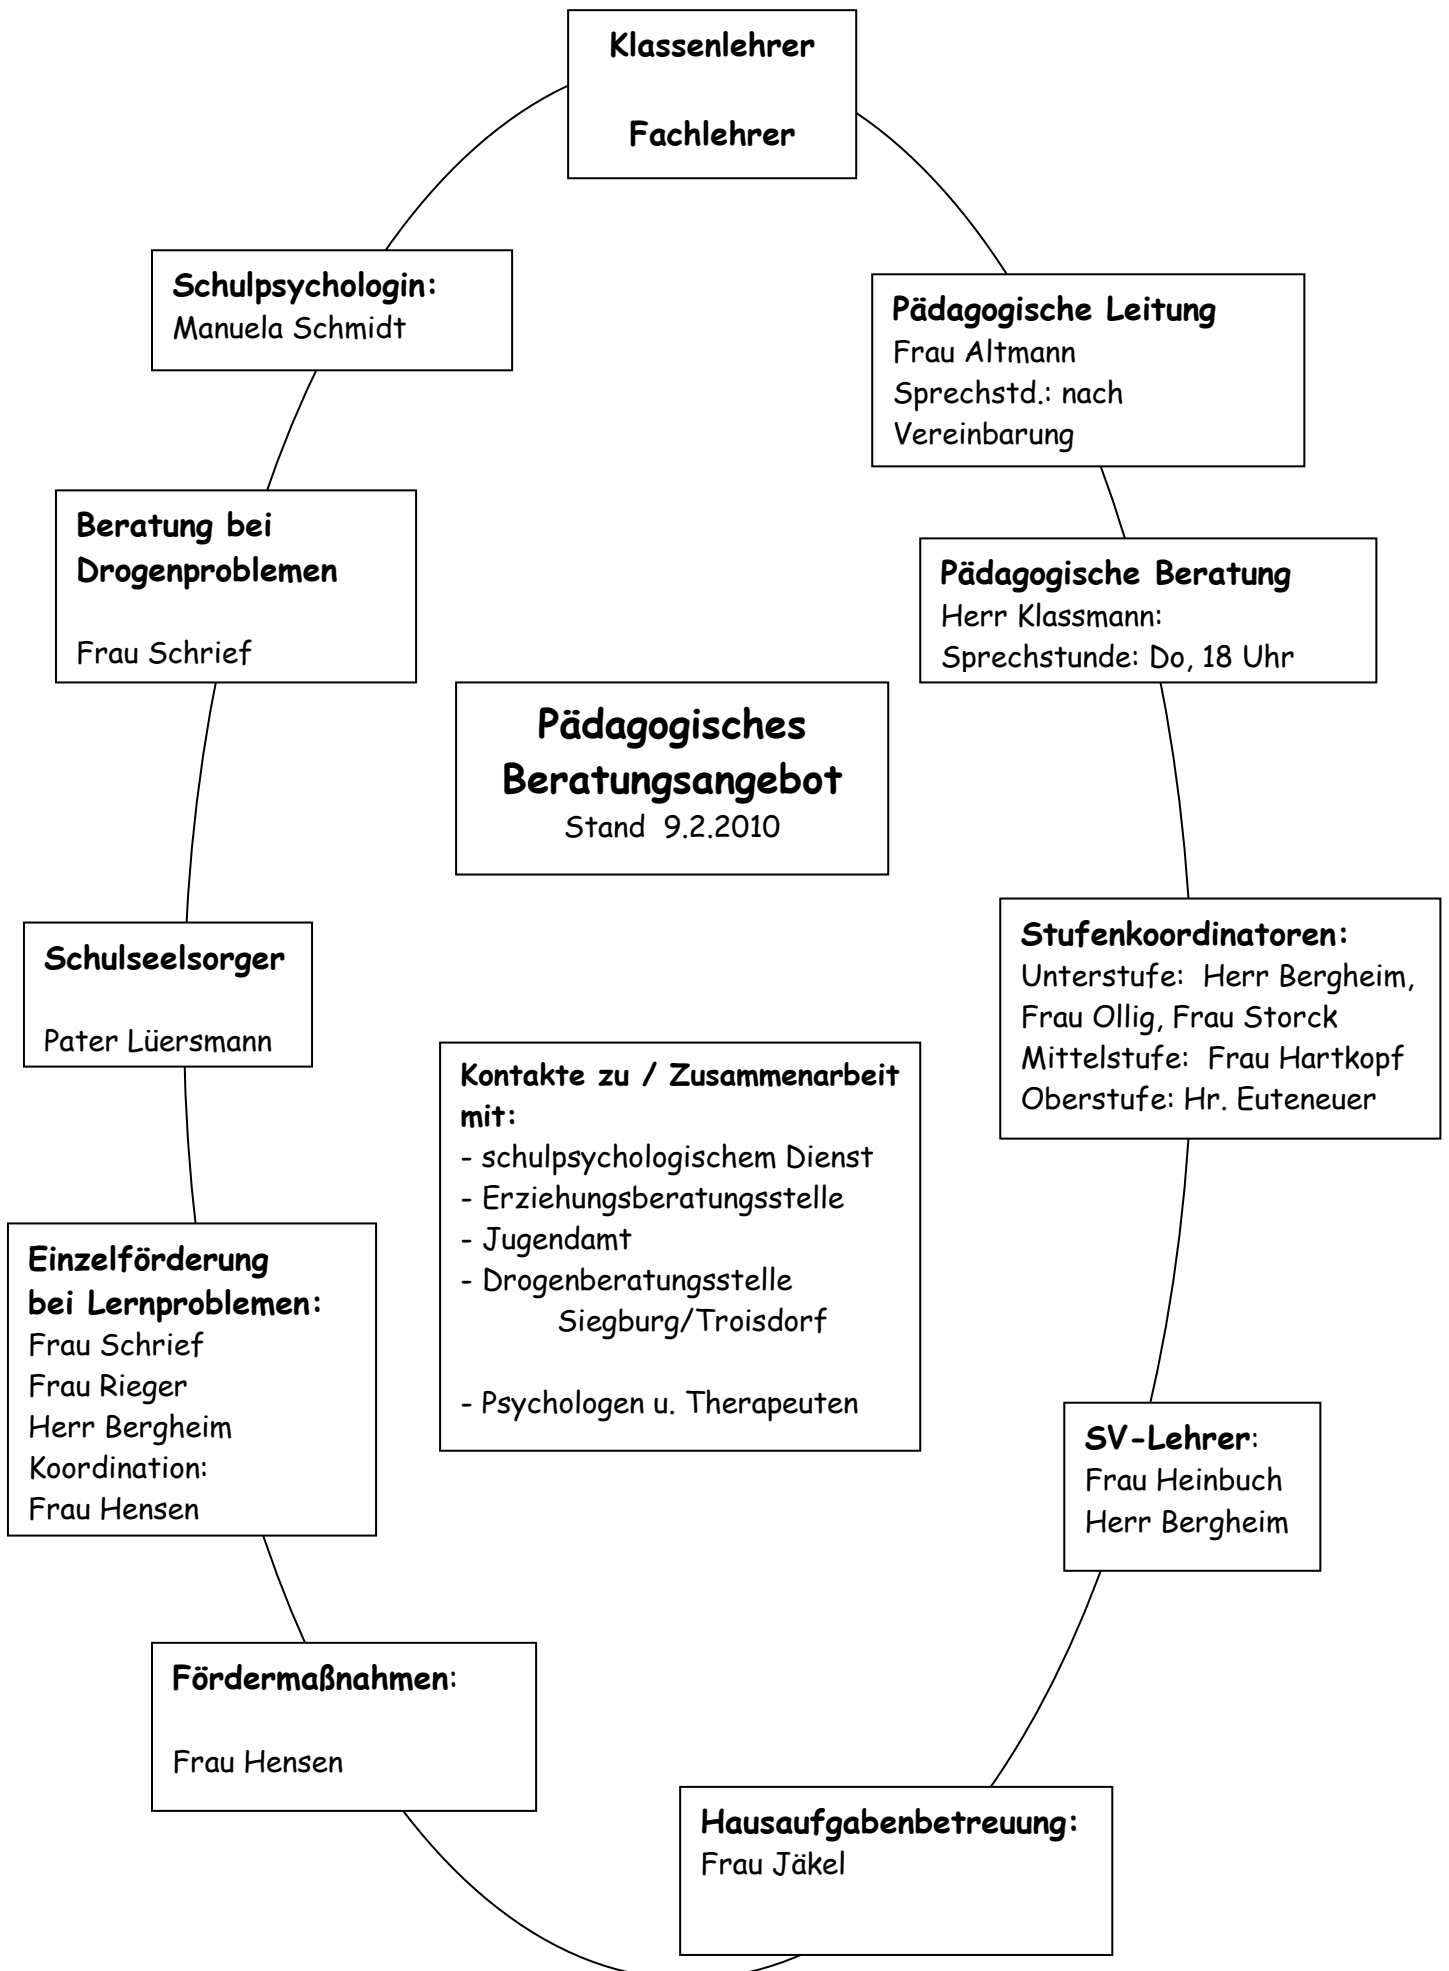 Klassenlehrer
Fachlehrer
Schulpsychologin:
Manuela Schmidt
Pädagogische Leitung
Frau Altmann
Sprechstd.: nach
Vereinbarung
Beratung bei
Drogenproblemen
Frau Schrief
Pädagogische Beratung
Herr Klassmann:
Sprechstunde: Do, 18 Uhr
Pädagogisches
Beratungsangebot
Stand 9.2.2010
Schulseelsorger
Pater Lüersmann
Stufenkoordinatoren:
Unterstufe: Herr Bergheim,
Frau Ollig, Frau Storck
Mittelstufe: Frau Hartkopf
Oberstufe: Hr. Euteneuer
Kontakte zu / Zusammenarbeit
mit:
- schulpsychologischem Dienst
- Erziehungsberatungsstelle
- Jugendamt
- Drogenberatungsstelle
Siegburg/Troisdorf
- Psychologen u. Therapeuten
Einzelförderung
bei Lernproblemen:
Frau Schrief
Frau Rieger
Herr Bergheim
Koordination:
Frau Hensen
SV-Lehrer:
Frau Heinbuch
Herr Bergheim
Fördermaßnahmen:
Frau Hensen
Hausaufgabenbetreuung:
Frau Jäkel